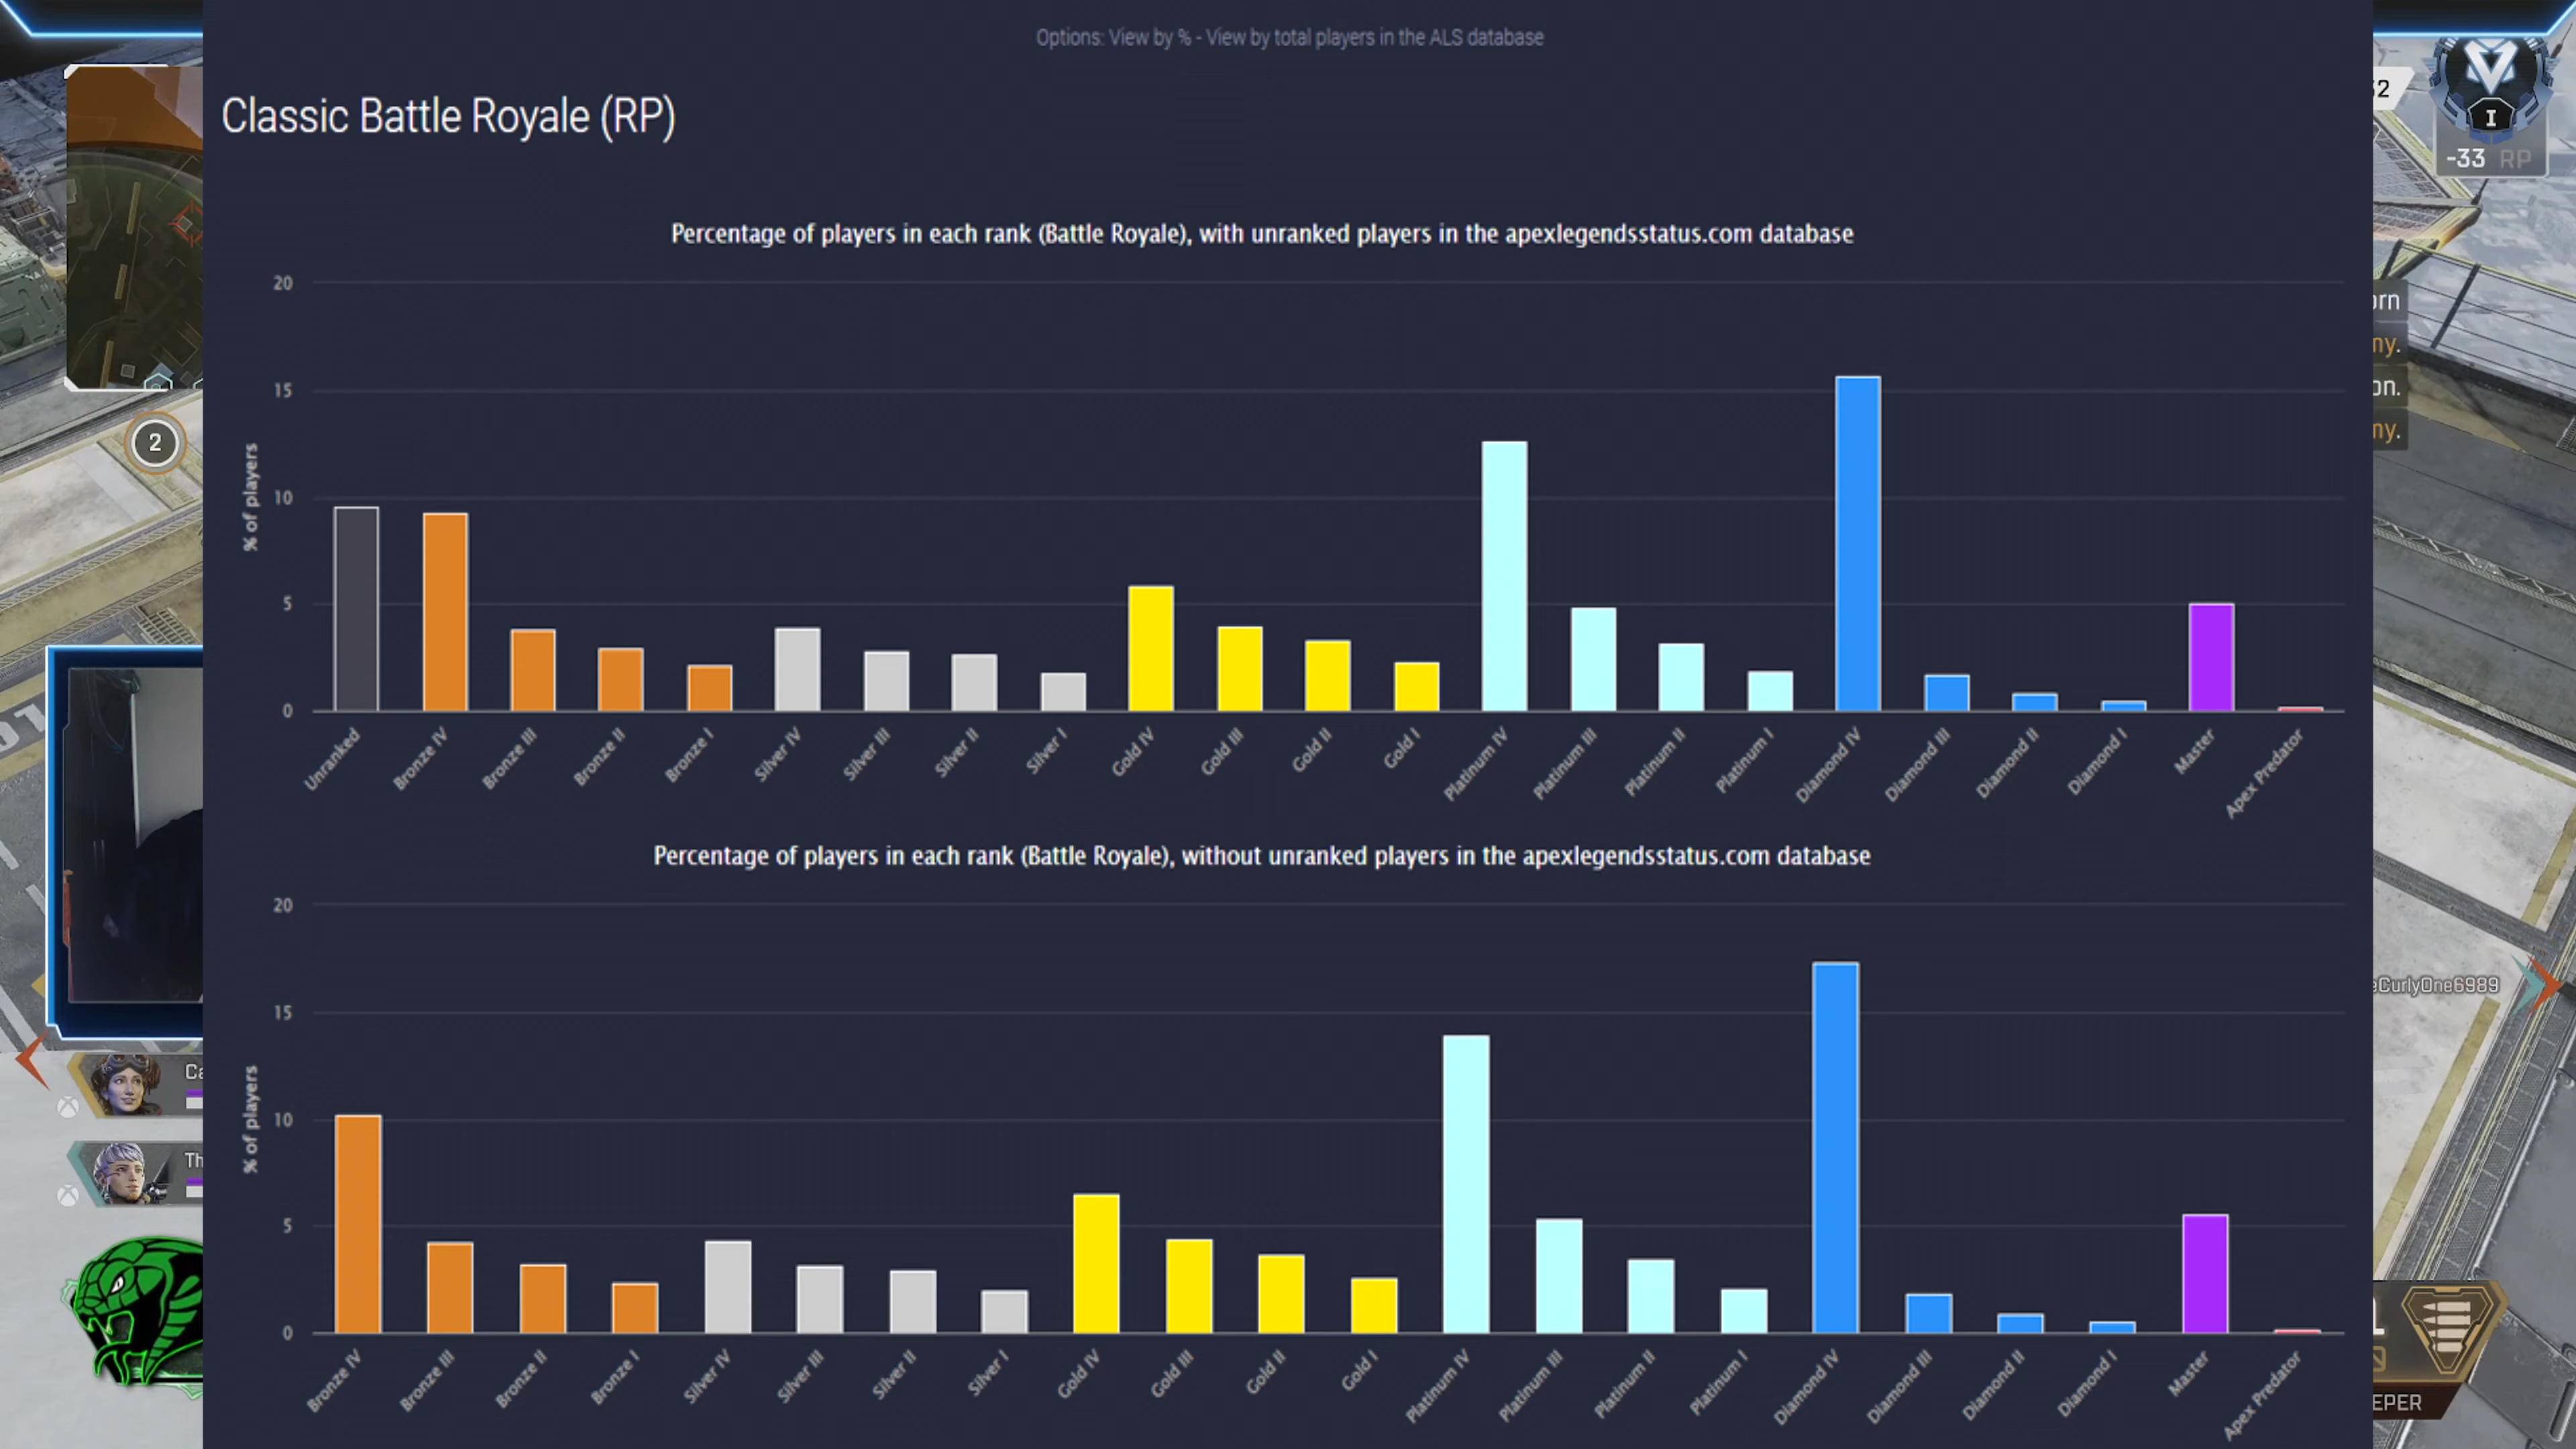 Options: View by % - View by total players in the ALS database
Classic Battle Royale (RP)
I
-33 RP
Percentage of players in each rank (Battle Royale), with unranked players in the apexlegendsstatus.com database
20
15
10
5
0
% of players
Unranked
Bronze IV
Bronze III
Bronze II
Bronze I
Silver IV
Silver III
Silver II
Silver I
Gold IV
Gold III
Gold II
Gold I
Platinum IV
Platinum III
Platinum II
Platinum I
Diamond IV
Diamond III
Diamond II
Diamond I
Master
Apex Predator
2
Percentage of players in each rank (Battle Royale), without unranked players in the apexlegendsstatus.com database
20
15
10
5
0
% of players
Bronze IV
Bronze III
Bronze II
Bronze I
Silver IV
Silver III
Silver II
Silver I
Gold IV
Gold III
Gold II
Gold I
Platinum IV
Platinum III
Platinum II
Platinum I
Diamond IV
Diamond III
Diamond II
Diamond I
Master
Apex Predator
eCurlyOne6989
Ca
Th
EPER